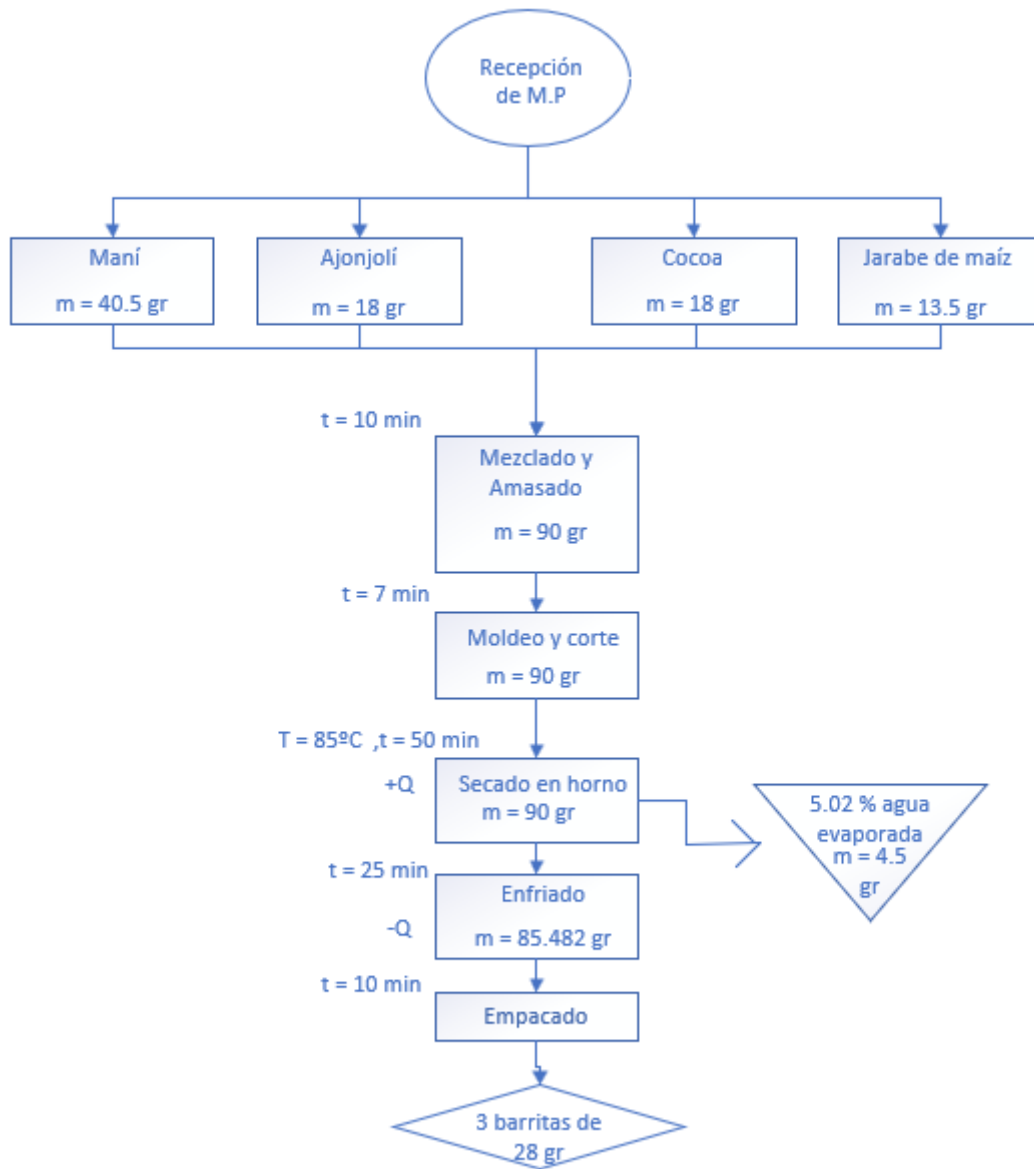 Recepción
de M.P
Maní
m = 40.5 gr
Ajonjolí
m = 18 gr
Cocoa
m = 18 gr
Jarabe de maíz
m = 13.5 gr
t = 10 min
Mezclado y
Amasado
m = 90 gr
t = 7 min
Moldeo y corte
m = 90 gr
T = 85ºC ,t = 50 min
+Q
Secado en horno
m = 90 gr
5.02 % agua
evaporada
m = 4.5
gr
t = 25 min
Enfriado
-Q
m = 85.482 gr
t = 10 min
Empacado
3 barritas de
28 gr